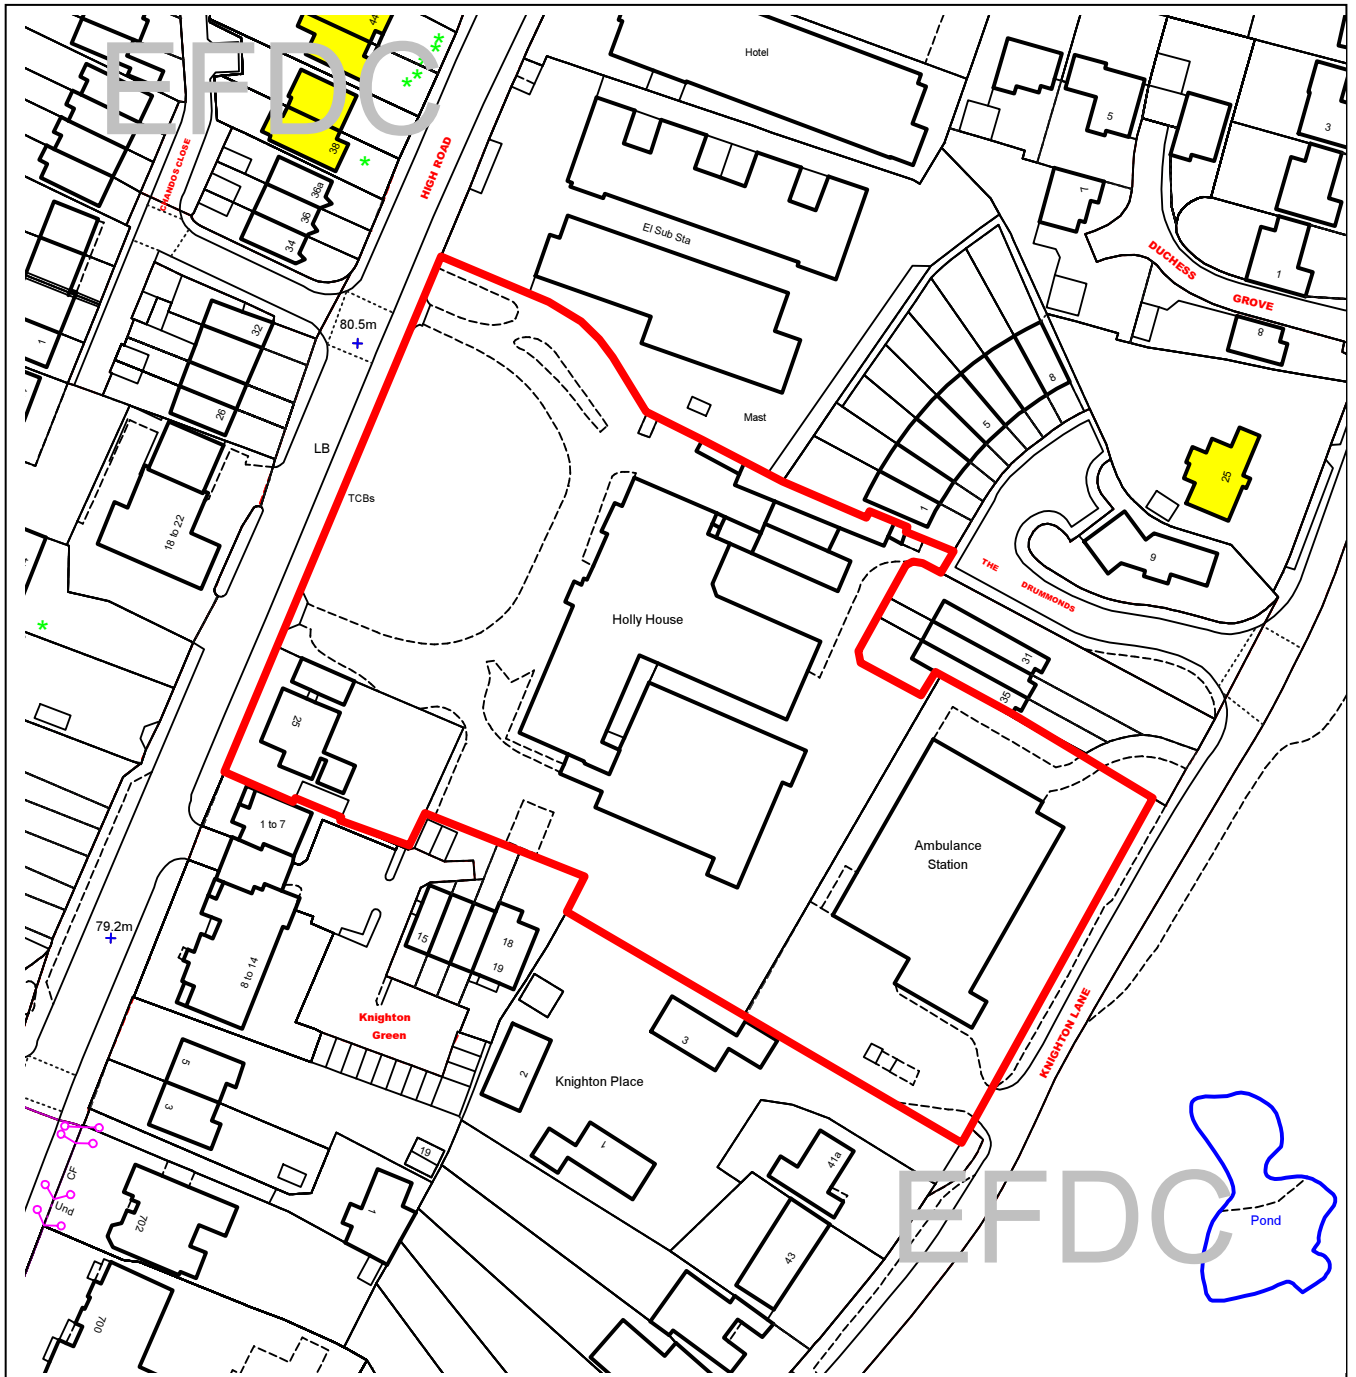 EFDC
44
38
CHANDOS CLOSE
HIGH ROAD
36a
36
34
Hotel
El Sub Sta
5
3
1
1
DUCHESS
GROVE
8
80.5m
32
26
1
LB
TCBs
18 to 22
Mast
8
5
1
25
9
THE
DRUMMONDS
Holly House
31
35
25
1 to 7
Ambulance
Station
15
18
19
8 to 14
79.2m
Knighton
Green
KNIGHTON LANE
3
2
Knighton Place
5
3
1
41a
43
19
1
CF
Und
702
700
EFDC
Pond